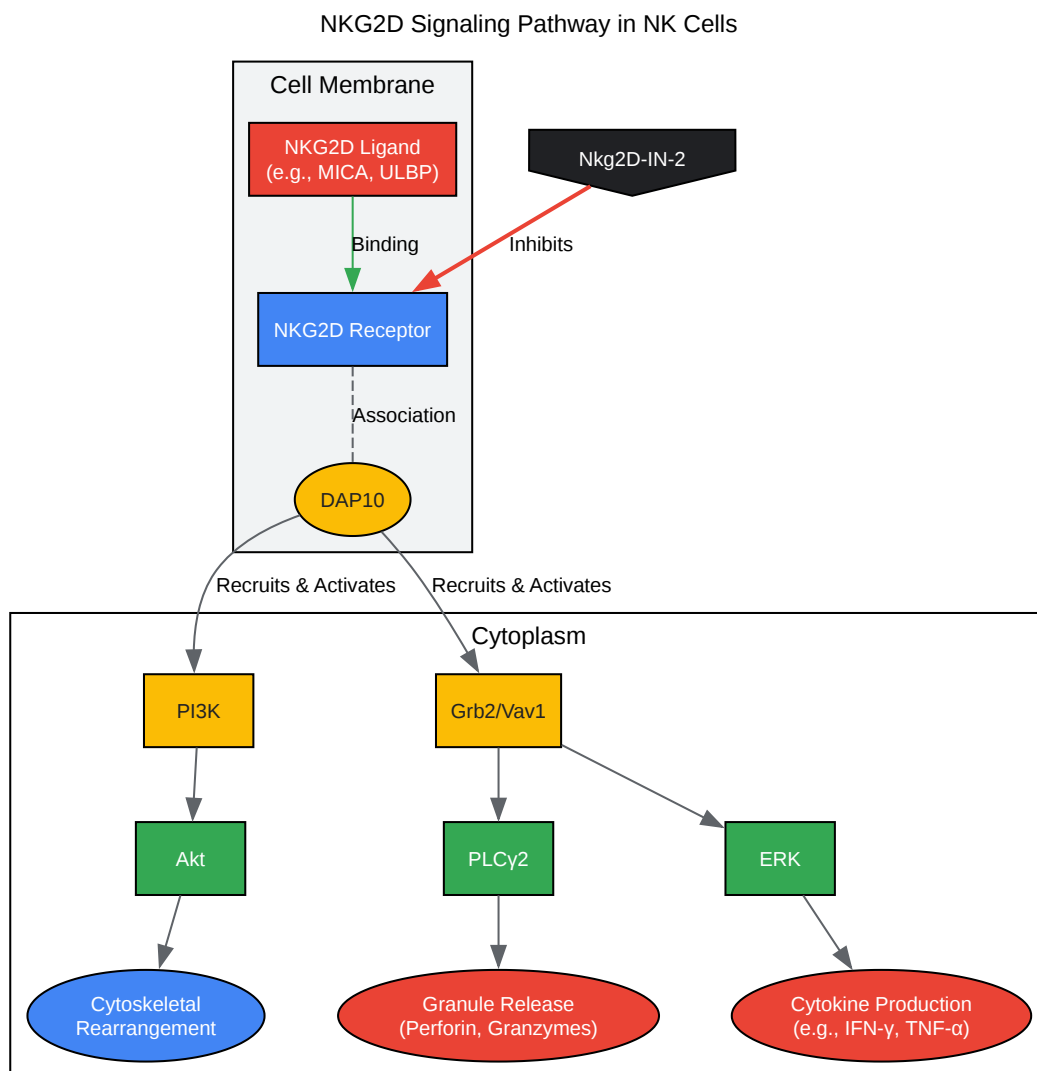 NKG2D Signaling Pathway in NK Cells
Cell Membrane
NKG2D Ligand
(e.g., MICA, ULBP)
Nkg2D-IN-2
Binding
Inhibits
NKG2D Receptor
Association
DAP10
Recruits & Activates
Recruits & Activates
Cytoplasm
PI3K
Grb2/Vav1
Akt
PLCγ2
ERK
Cytoskeletal
Rearrangement
Granule Release
(Perforin, Granzymes)
Cytokine Production
(e.g., IFN-γ, TNF-α)